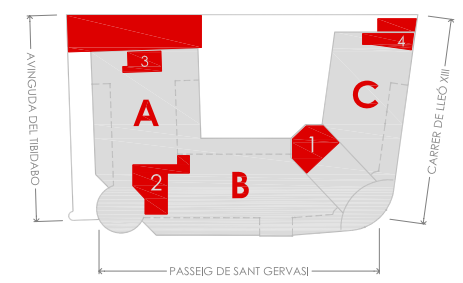 3
4
AVINGUDA DEL TIBIDABO
A
C
CARRER DE LLEÓ XIII
1
2
B
PASSEIG DE SANT GERVASI